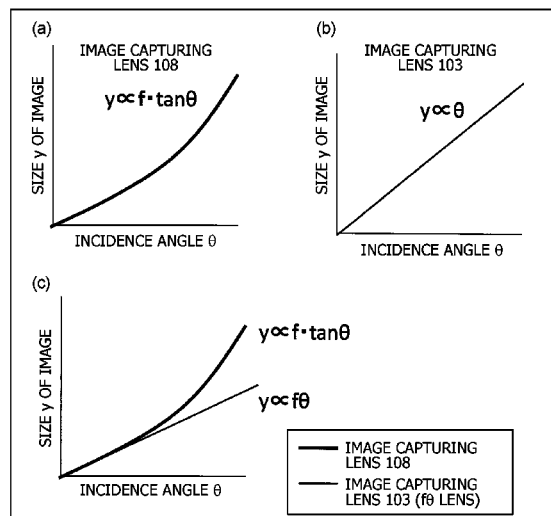 (a)
IMAGE CAPTURING
LENS 108
y∝f·tanθ
SIZE y OF IMAGE
INCIDENCE ANGLE θ
(b)
IMAGE CAPTURING
LENS 103
y∝θ
SIZE y OF IMAGE
INCIDENCE ANGLE θ
(c)
y∝f·tanθ
y∝fθ
SIZE y OF IMAGE
INCIDENCE ANGLE θ
IMAGE CAPTURING
LENS 108
IMAGE CAPTURING
LENS 103 (fθ LENS)